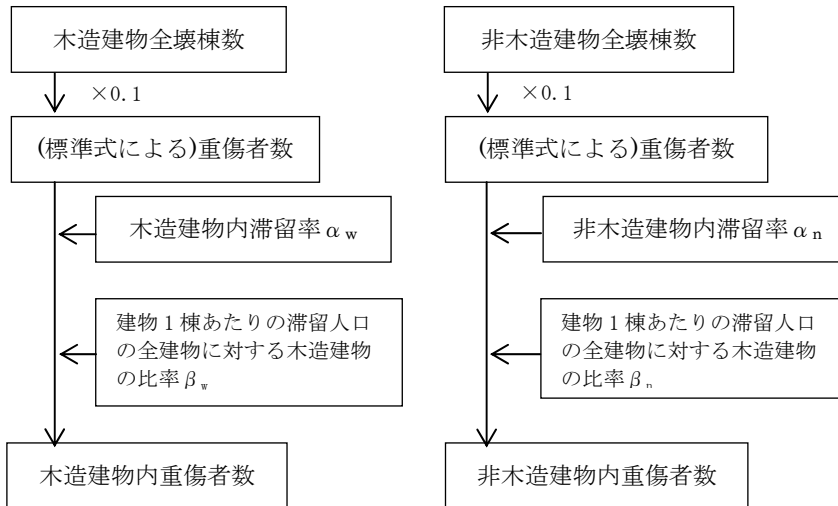 木造建物全壊棟数
×0.1
(標準式による)重傷者数
木造建物内滞留率αw
建物1棟あたりの滞留人口
の全建物に対する木造建物
の比率βw
木造建物内重傷者数
非木造建物全壊棟数
×0.1
(標準式による)重傷者数
非木造建物内滞留率αn
建物1棟あたりの滞留人口
の全建物に対する木造建物
の比率βn
非木造建物内重傷者数